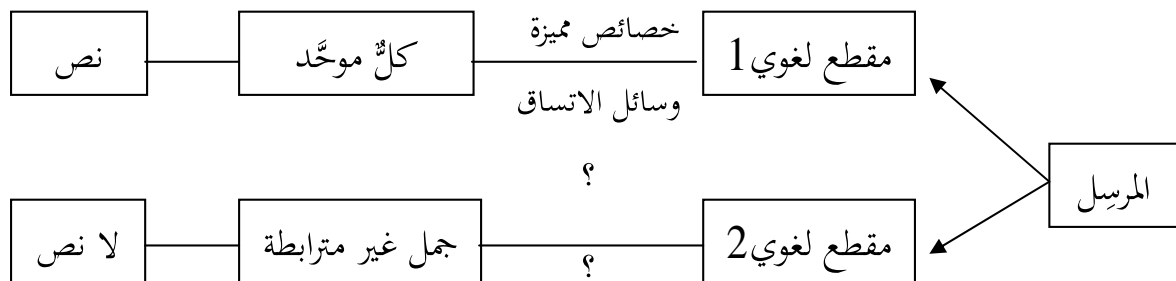 خصائص مميزة
مقطع لغوي1
كلٌّ موحَّد
نص
وسائل الاتساق
المرسِل
؟
مقطع لغوي2
؟
جمل غير مترابطة
لا نص